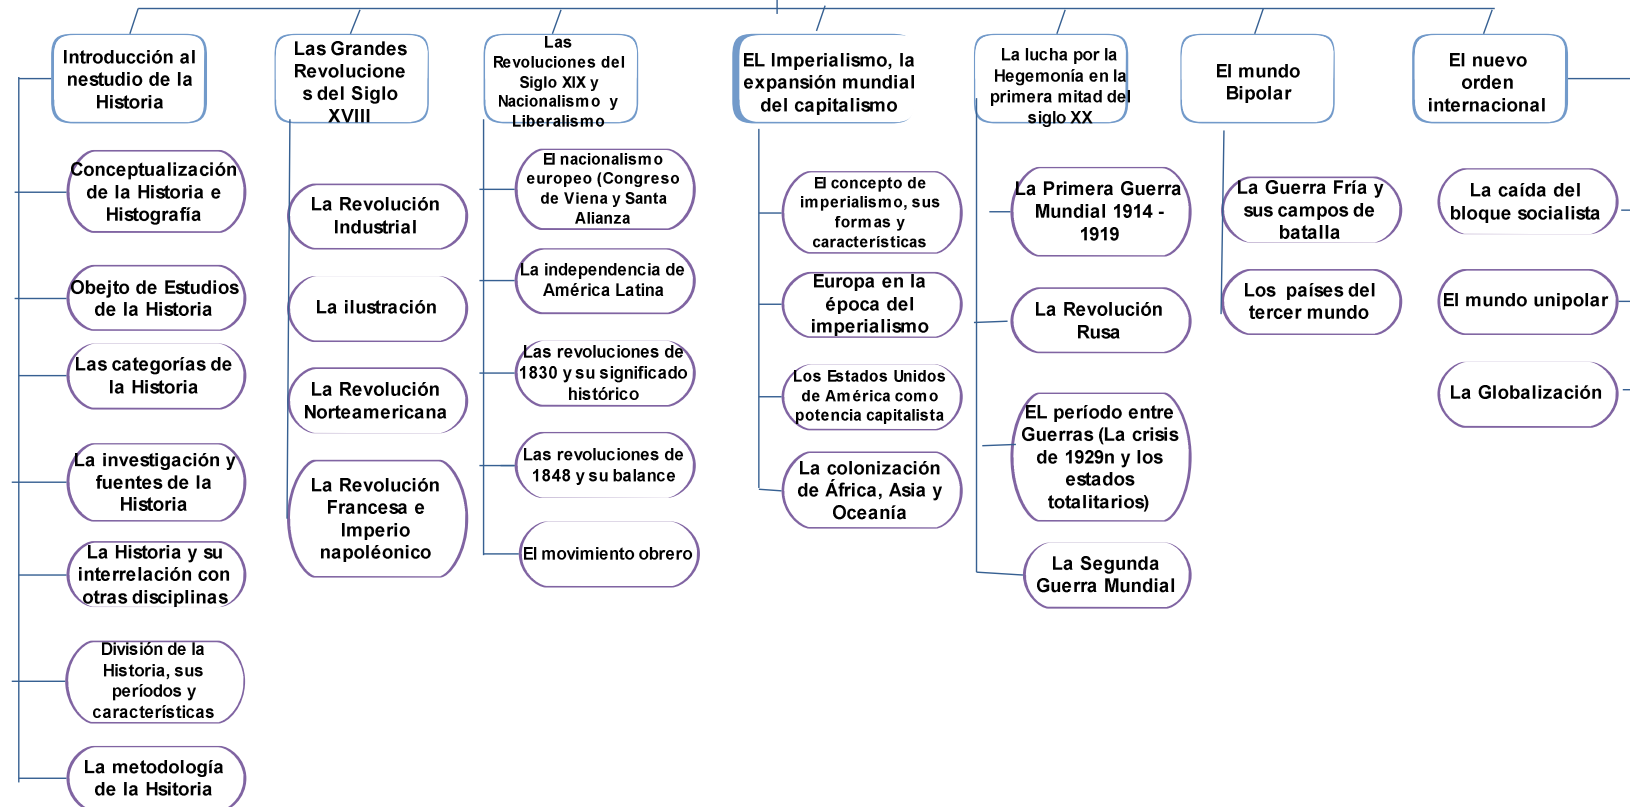 Introducción al
nestudio de la
Historia
Conceptualización
de la Historia e
Histografía
Obejto de Estudios
de la Historia
Las categorías de
la Historia
La investigación y
fuentes de la
Historia
La Historia y su
interrelación con
otras disciplinas
División de la
Historia, sus
períodos y
características
La metodología
de la Hsitoria
Las Grandes
Revolucione
s del Siglo
XVIII
La Revolución
Industrial
La ilustración
La Revolución
Norteamericana
La Revolución
Francesa e
Imperio
napoléonico
Las
Revoluciones del
Siglo XIX y
Nacionalismo y
Liberalismo
El nacionalismo
europeo (Congreso
de Viena y Santa
Alianza
La independencia de
América Latina
Las revoluciones de
1830 y su significado
histórico
Las revoluciones de
1848 y su balance
El movimiento obrero
EL Imperialismo, la
expansión mundial
del capitalismo
El concepto de
imperialismo, sus
formas y
características
Europa en la
época del
imperialismo
Los Estados Unidos
de América como
potencia capitalista
La colonización
de África, Asia y
Oceanía
La lucha por la
Hegemonía en la
primera mitad del
siglo XX
La Primera Guerra
Mundial 1914 -
1919
La Revolución
Rusa
EL período entre
Guerras (La crisis
de 1929n y los
estados
totalitarios)
La Segunda
Guerra Mundial
El mundo
Bipolar
La Guerra Fría y
sus campos de
batalla
Los países del
tercer mundo
El nuevo
orden
internacional
La caída del
bloque socialista
El mundo unipolar
La Globalización